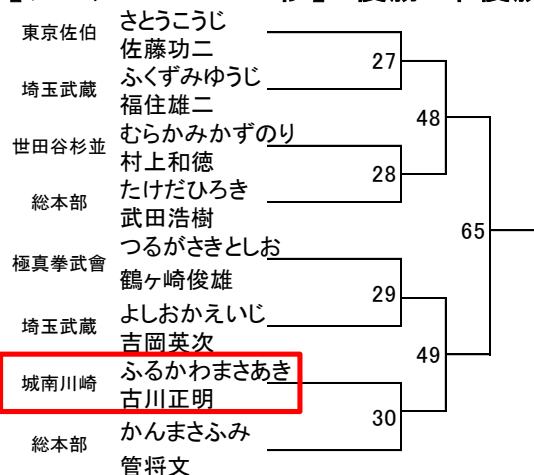 東京佐伯 さとうこうじ
佐藤功二
27
埼玉武蔵 ふくずみゆうじ
福住雄二
48
世田谷杉並 むらかみかずのり
村上和徳
28
総本部 たけだひろき
武田浩樹
65
極真拳武會 つるがさきとしお
鶴ヶ崎俊雄
29
埼玉武蔵 よしおかえいじ
吉岡英次
49
城南川崎 ふるかわまさあき
古川正明
30
総本部 かんまさふみ
管将文